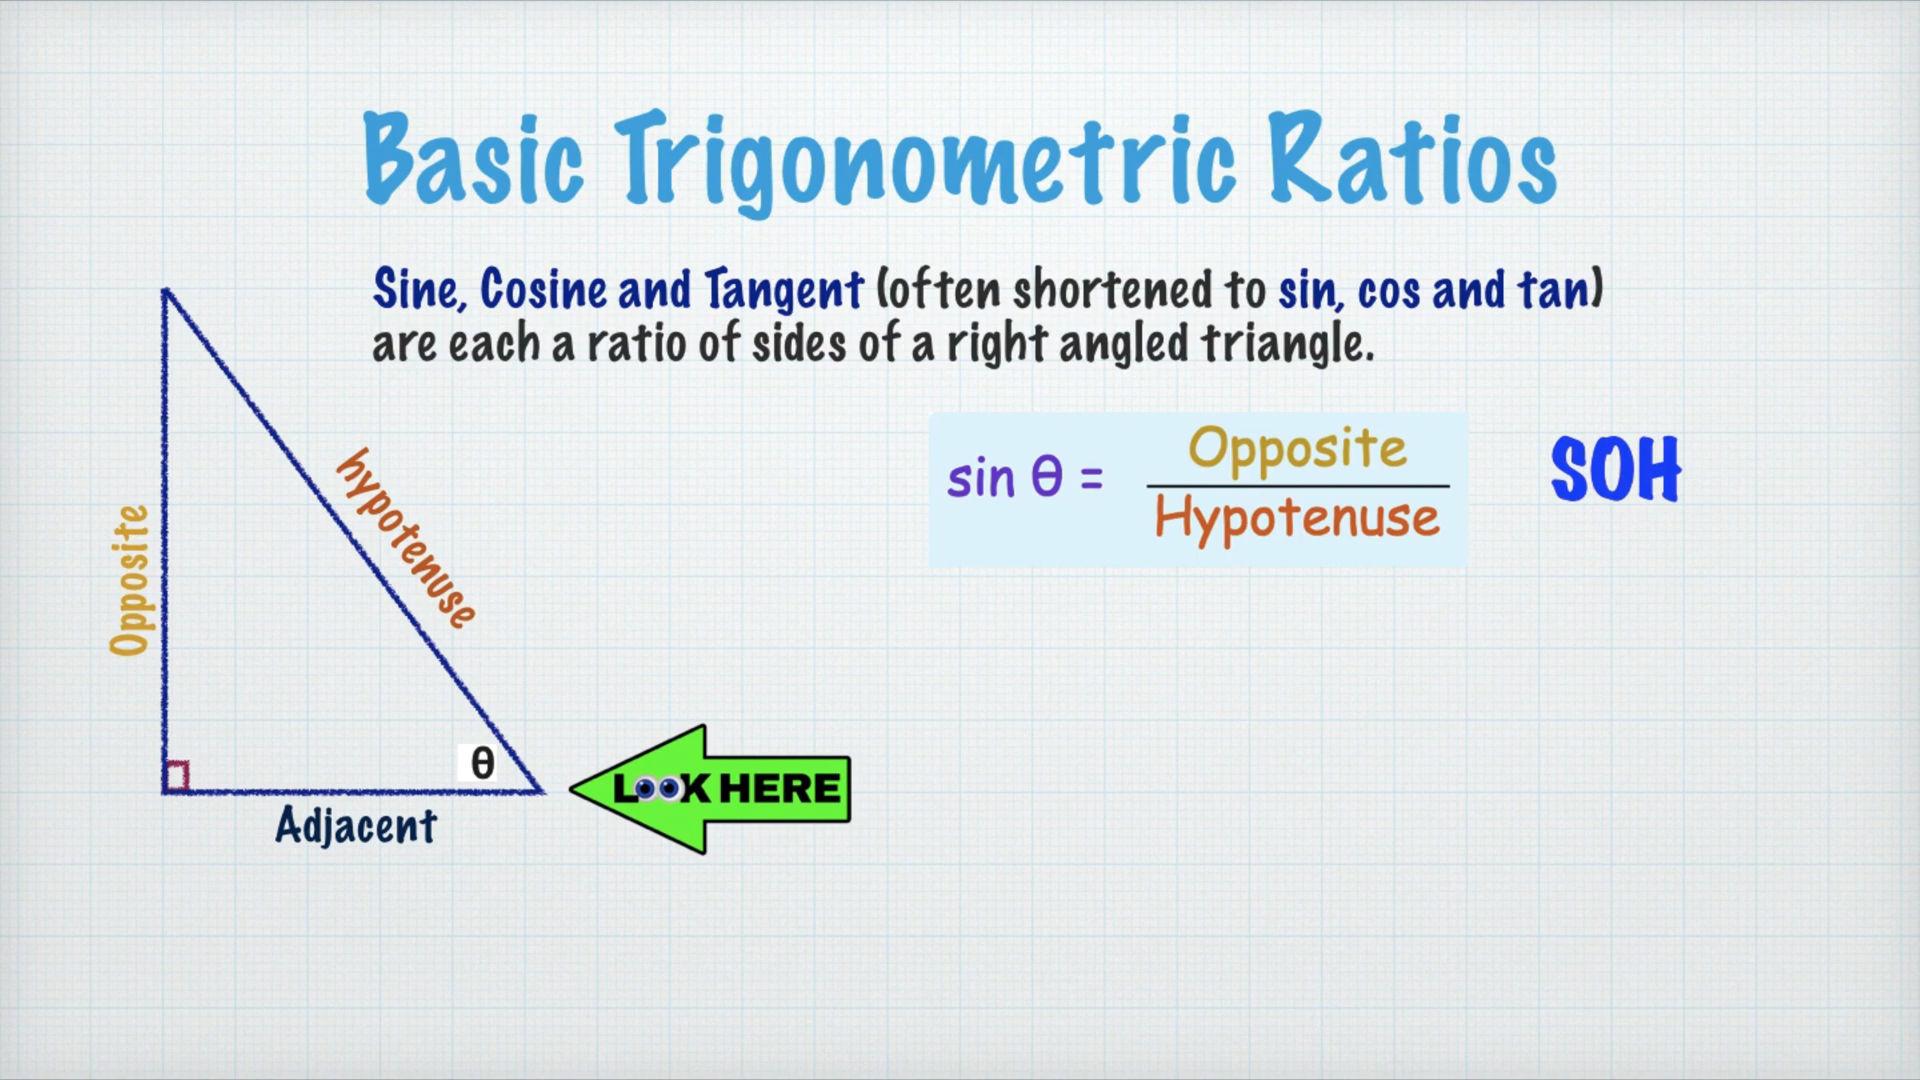 Basic Trigonometric Ratios
Sine, Cosine and Tangent (often shortened to sin, cos and tan)
are each a ratio of sides of a right angled triangle.
Opposite
hypotenuse
θ
Adjacent
LOOK HERE
sin θ =
Opposite
Hypotenuse
SOH